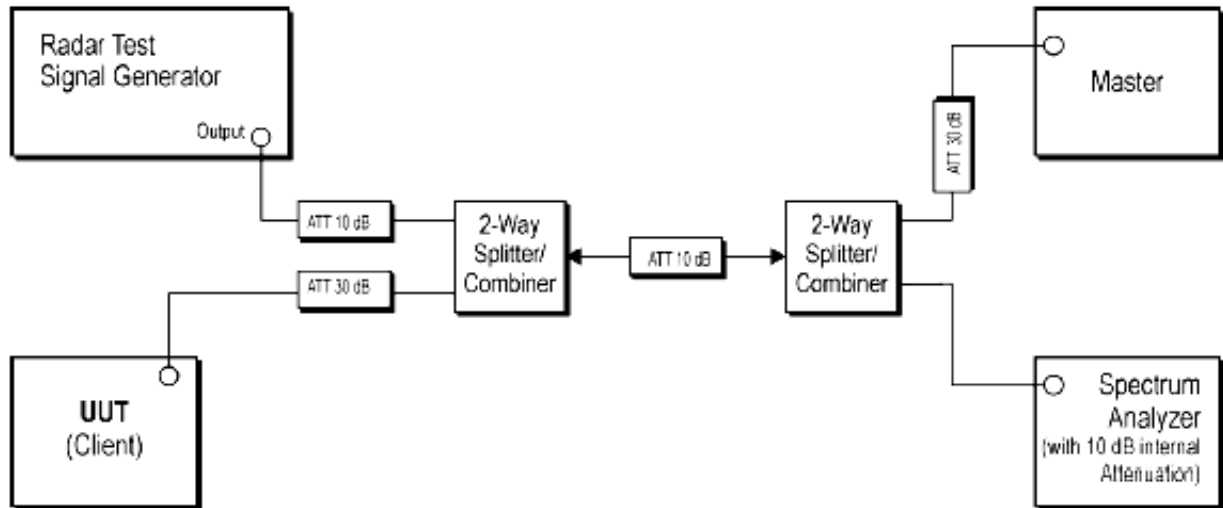 Radar Test
Signal Generator
Output
Master
ATT 30 dB
ATT 10 dB
2-Way
Splitter/
Combiner
ATT 10 dB
2-Way
Splitter/
Combiner
ATT 30 dB
UUT
(Client)
Spectrum
Analyzer
(with 10 dB internal
Attenuation)